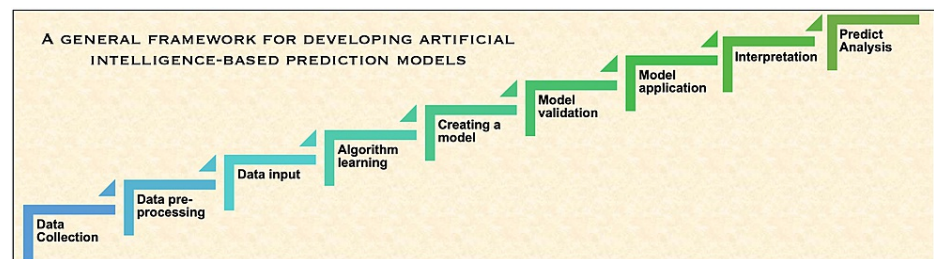 A GENERAL FRAMEWORK FOR DEVELOPING ARTIFICIAL
INTELLIGENCE-BASED PREDICTION MODELS
Data
Collection
Data pre-
processing
Data input
Algorithm
learning
Creating a
model
Model
validation
Model
application
Interpretation
Predict
Analysis